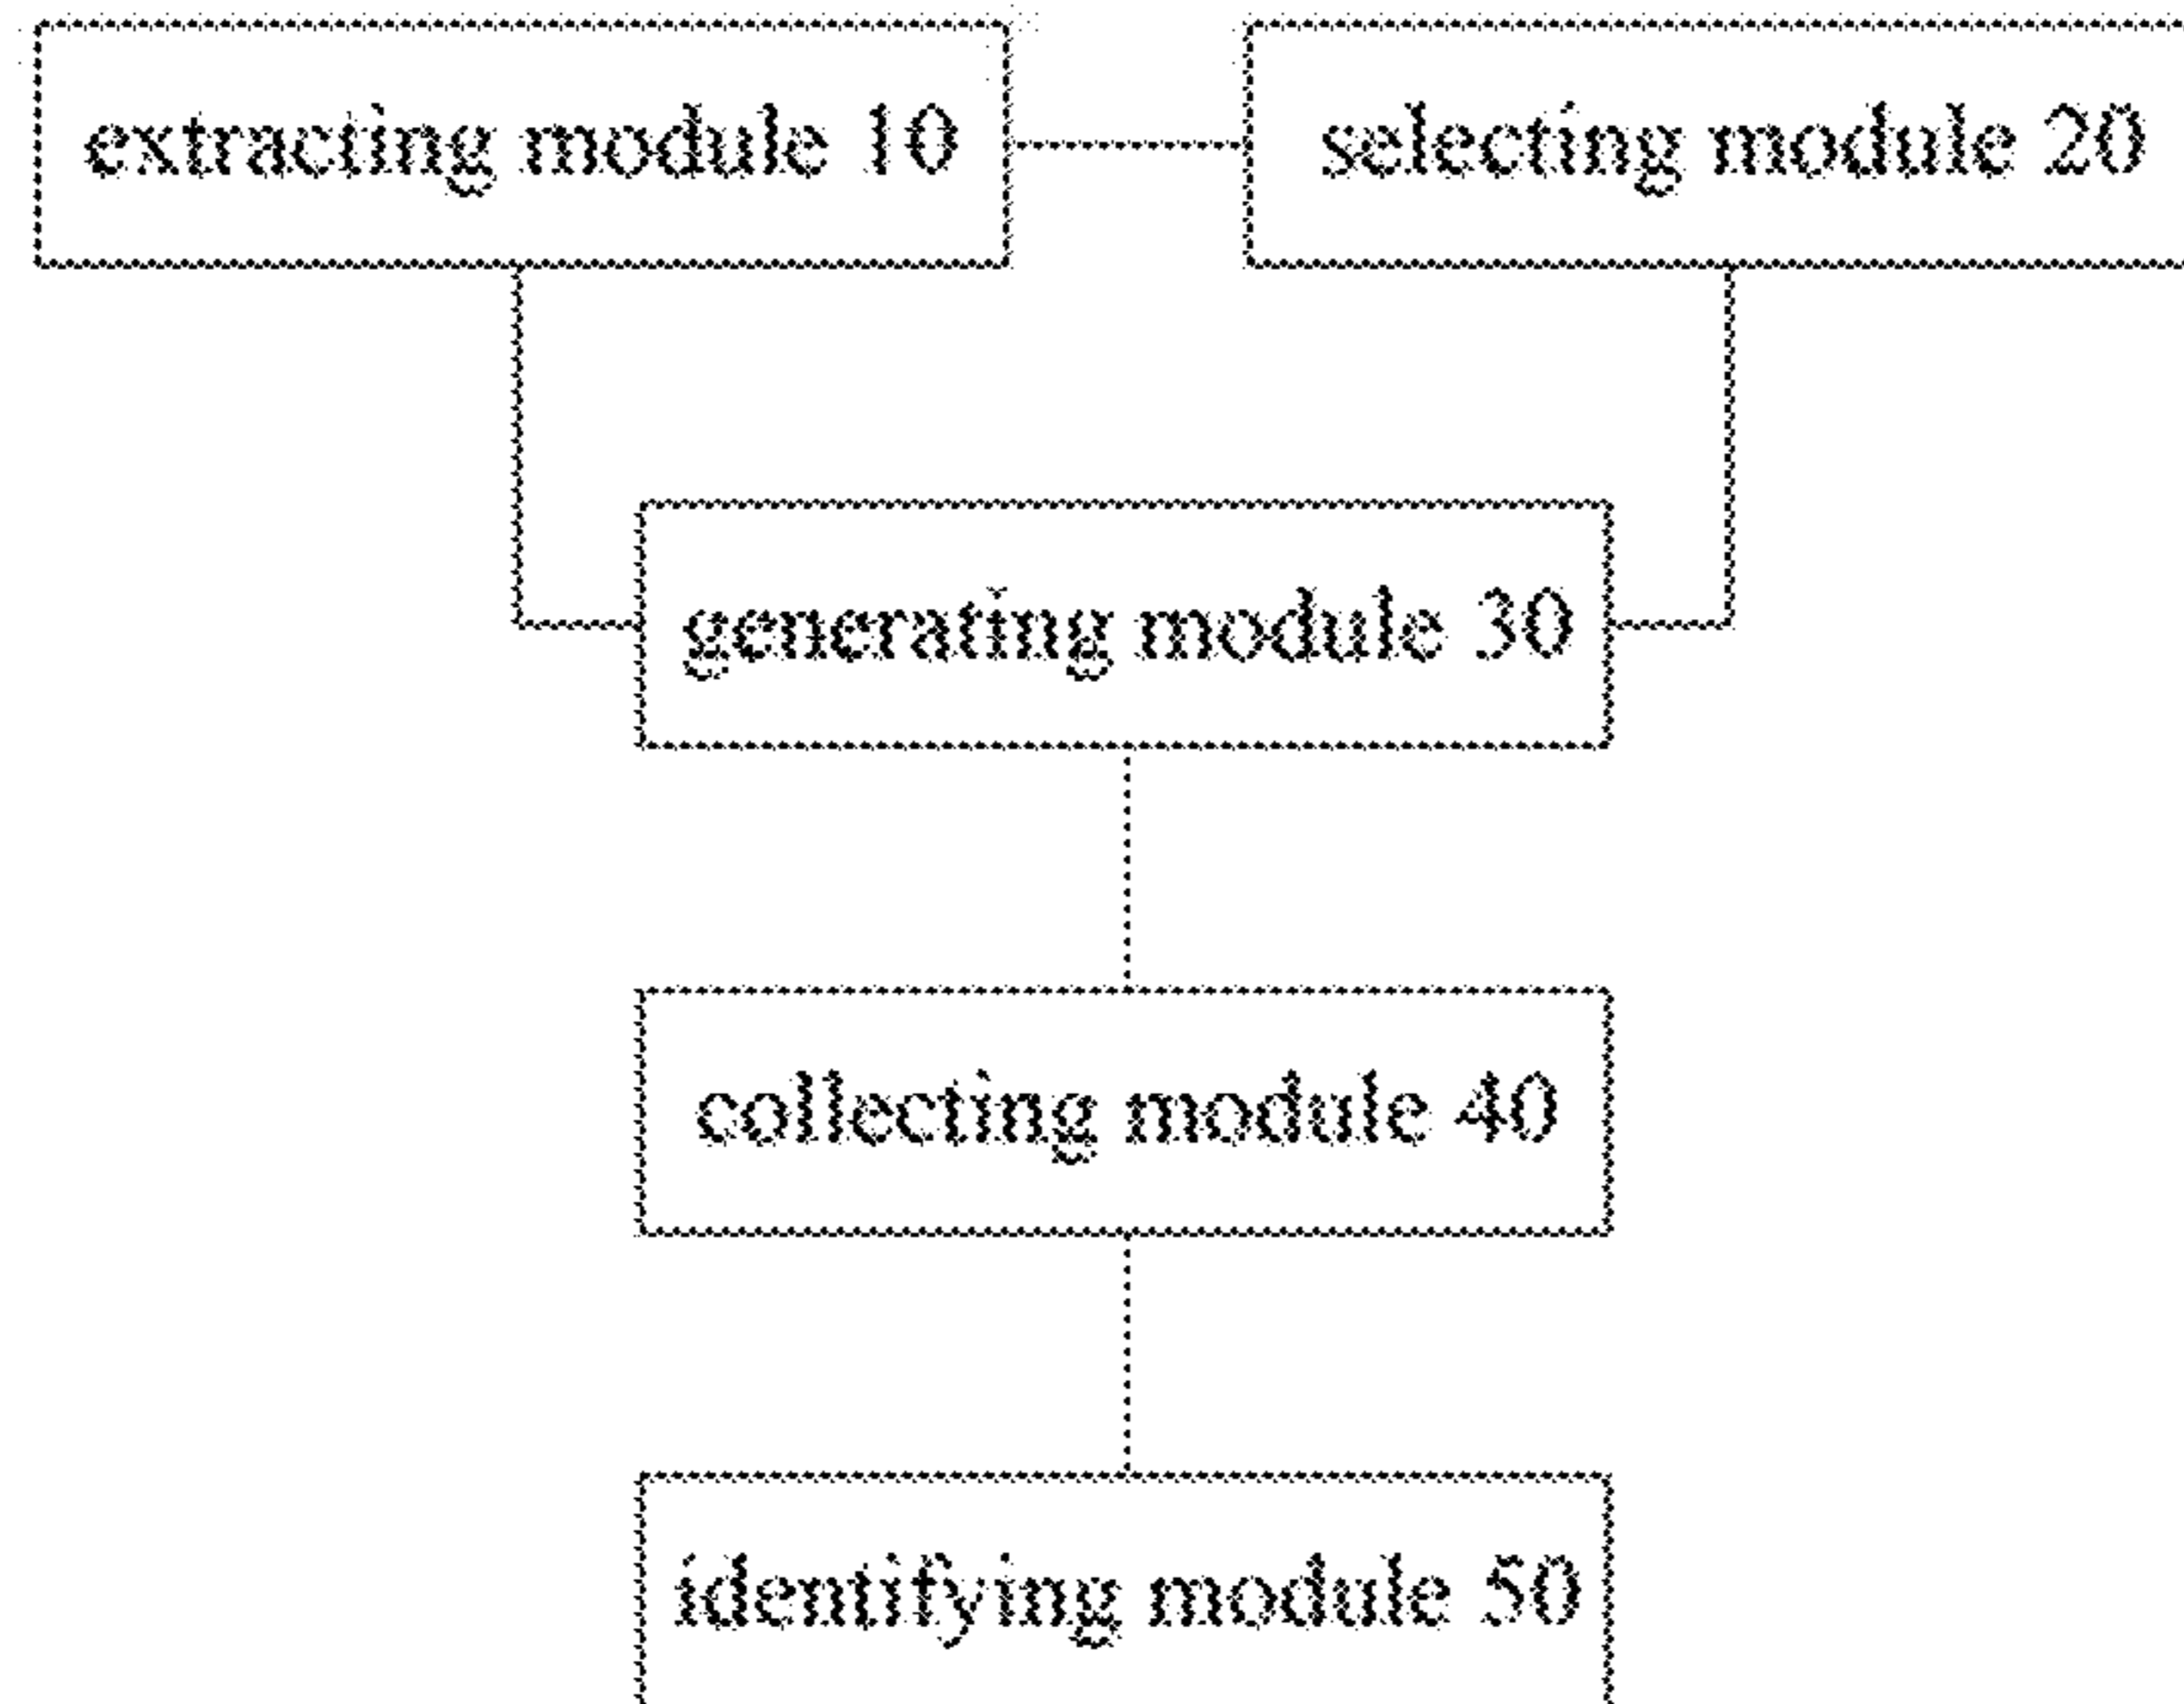 extracting module 10
selecting module 20
generating module 30
collecting module 40
identifying module 50